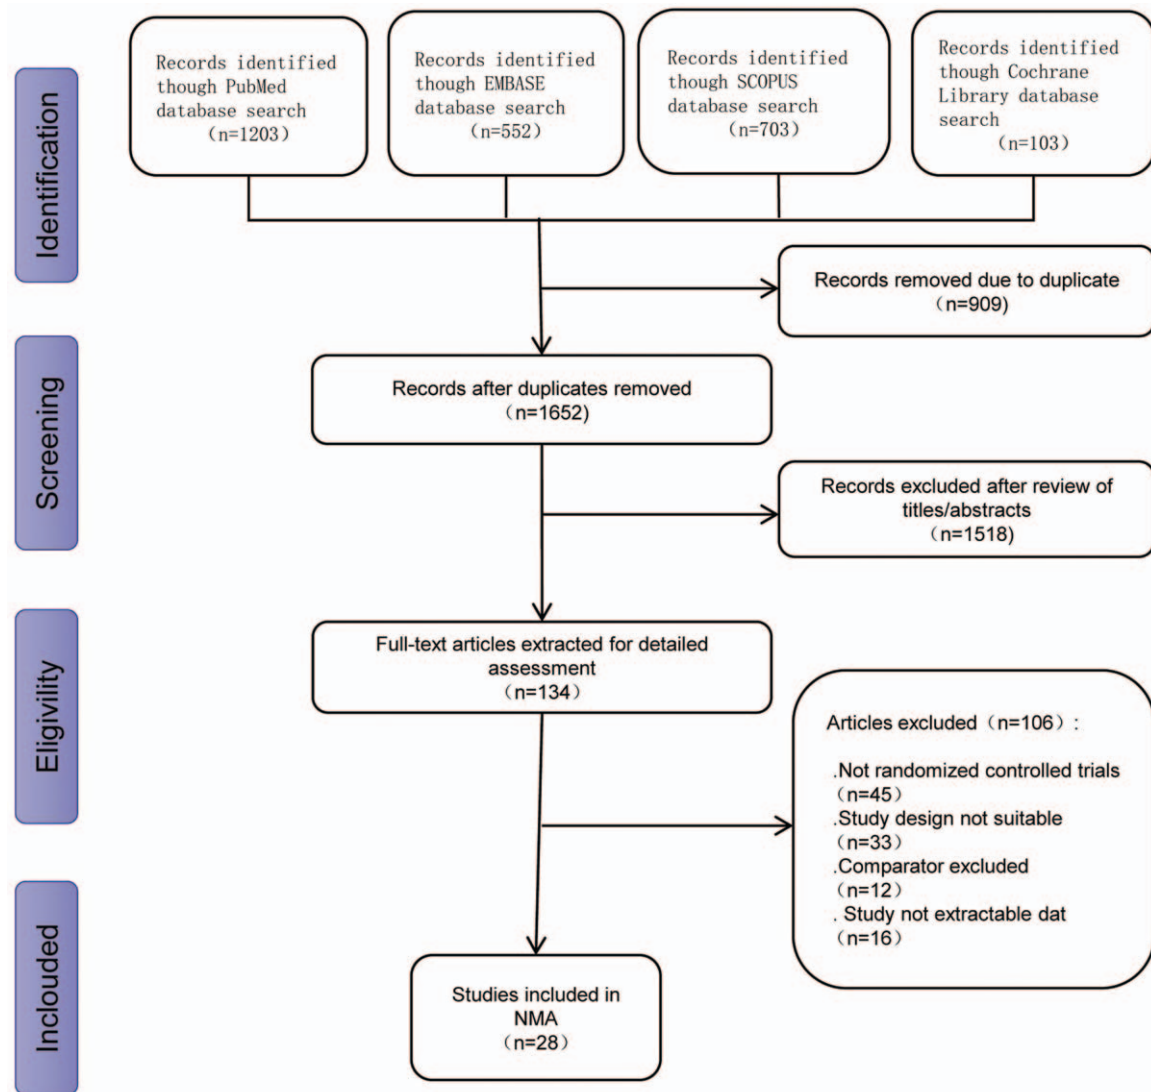 Identification
Records identified
though PubMed
database search
(n=1203)
Records identified
though EMBASE
database search
(n=552)
Records identified
though SCOPUS
database search
(n=703)
Records identified
though Cochrane
Library database
search
(n=103)
Records removed due to duplicate
(n=909)
Screening
Records after duplicates removed
(n=1652)
Records excluded after review of
titles/abstracts
(n=1518)
Eligivility
Full-text articles extracted for detailed
assessment
(n=134)
Articles excluded (n=106) :
.Not randomized controlled trials
(n=45)
.Study design not suitable
(n=33)
.Comparator excluded
(n=12)
. Study not extractable dat
(n=16)
Inclouded
Studies included in
NMA
(n=28)